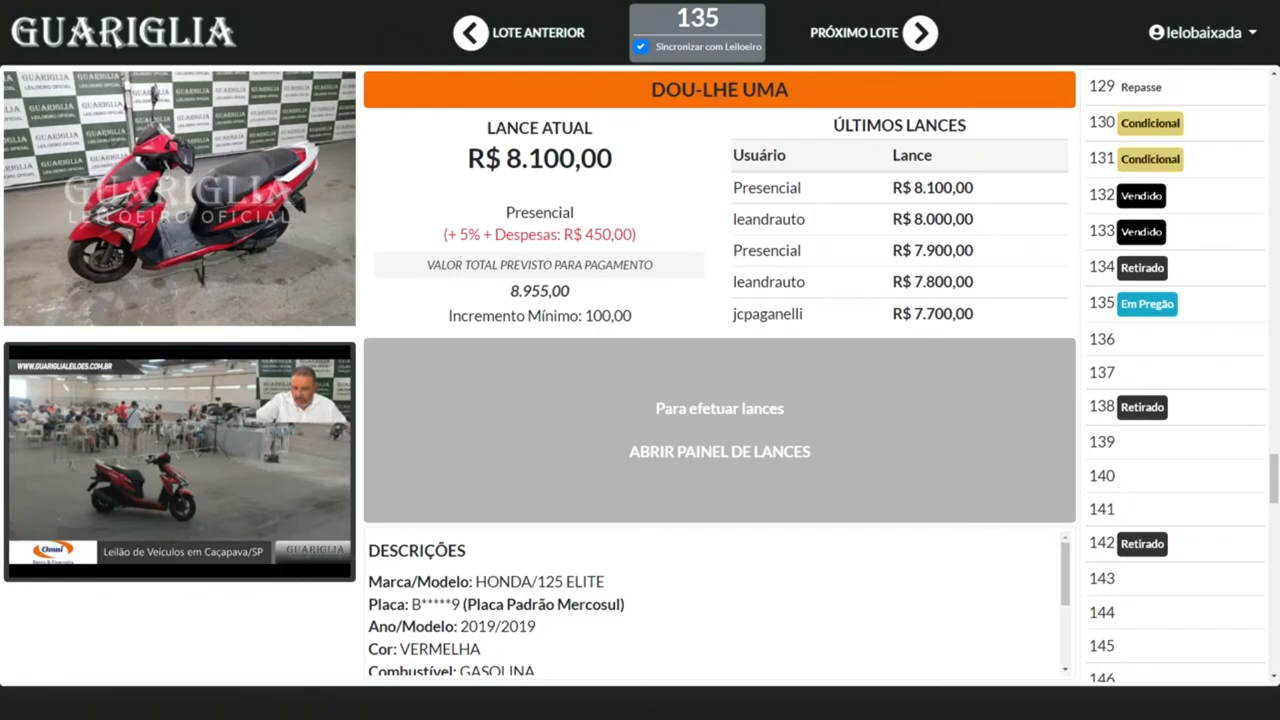 GUARIGLIA
LOTE ANTERIOR
135
Sincronizar com Leiloeiro
PRÓXIMO LOTE
lelobaixada
GUARIGLIA
LEILOEIRO OFICIAL
DOU-LHE UMA
LANCE ATUAL
R$ 8.100,00
Presencial
(+ 5% + Despesas: R$ 450,00)
VALOR TOTAL PREVISTO PARA PAGAMENTO
8.955,00
Incremento Mínimo: 100,00
ÚLTIMOS LANCES
Usuário Lance
Presencial R$ 8.100,00
leandrauto R$ 8.000,00
Presencial R$ 7.900,00
leandrauto R$ 7.800,00
jcpaganelli R$ 7.700,00
129 Repasse
130 Condicional
131 Condicional
132 Vendido
133 Vendido
134 Retirado
135 Em Pregão
136
137
138 Retirado
139
140
141
142 Retirado
143
144
145
146
WWW.GUARIGLIALEILOES.COM.BR
Omni
Banco & Financeira
Leilão de Veículos em Caçapava/SP
GUARIGLIA
Para efetuar lances
ABRIR PAINEL DE LANCES
DESCRIÇÕES
Marca/Modelo: HONDA/125 ELITE
Placa: B*****9 (Placa Padrão Mercosul)
Ano/Modelo: 2019/2019
Cor: VERMELHA
Combustível: GASOLINA